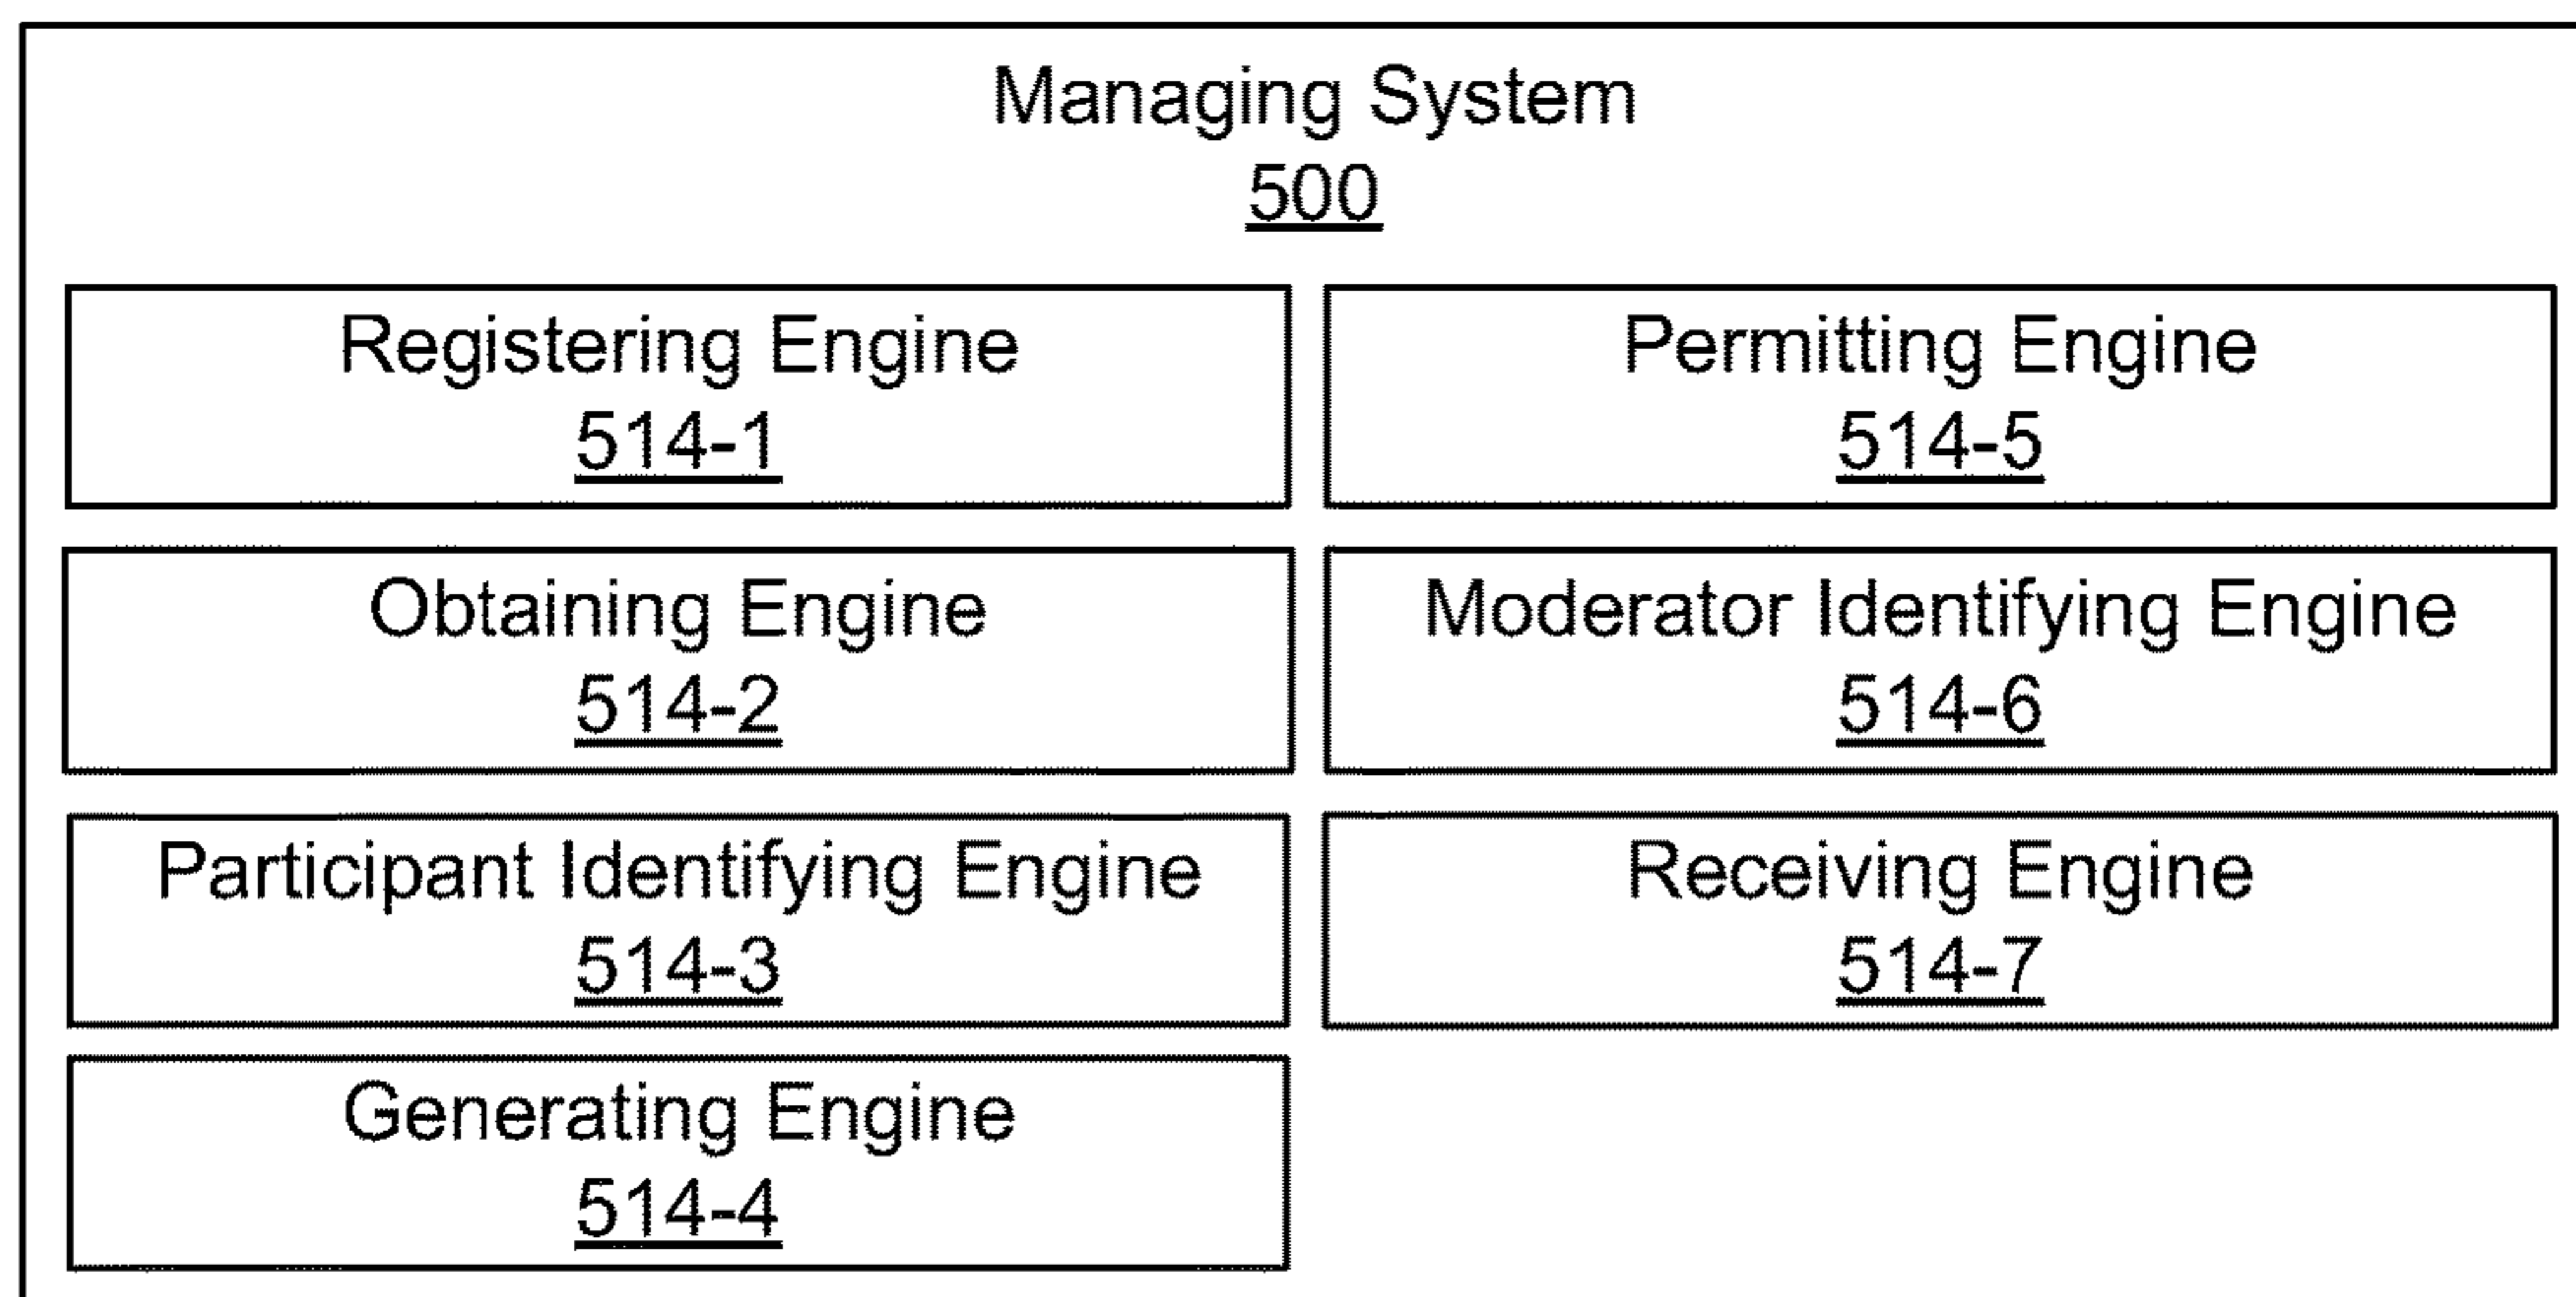 Managing System
500
Registering Engine
514-1
Obtaining Engine
514-2
Participant Identifying Engine
514-3
Generating Engine
514-4
Permitting Engine
514-5
Moderator Identifying Engine
514-6
Receiving Engine
514-7